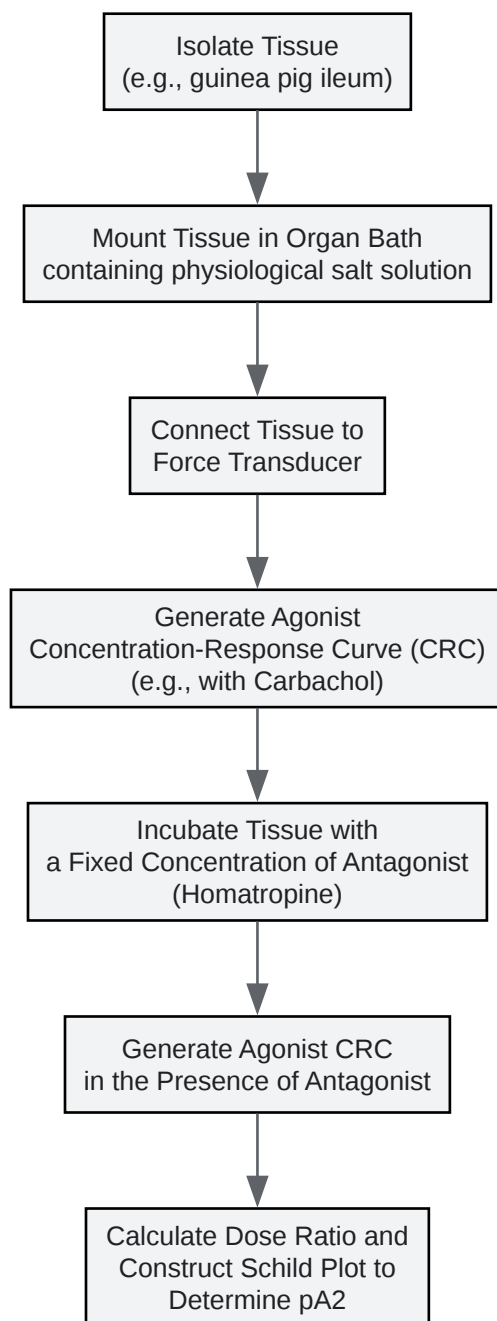 Isolate Tissue
(e.g., guinea pig ileum)
Mount Tissue in Organ Bath
containing physiological salt solution
Connect Tissue to
Force Transducer
Generate Agonist
Concentration-Response Curve (CRC)
(e.g., with Carbachol)
Incubate Tissue with
a Fixed Concentration of Antagonist
(Homatropine)
Generate Agonist CRC
in the Presence of Antagonist
Calculate Dose Ratio and
Construct Schild Plot to
Determine pA2